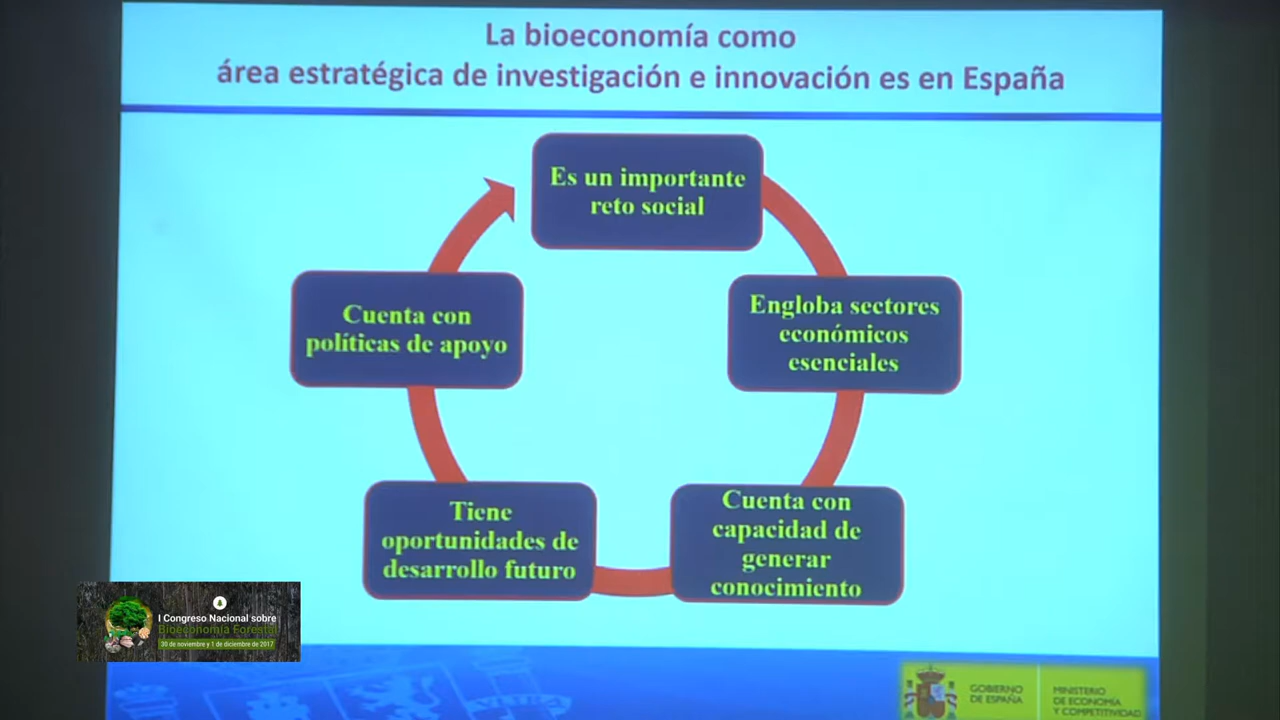 La bioeconomía como
área estratégica de investigación e innovación es en España
Es un importante
reto social
Engloba sectores
económicos
esenciales
Cuenta con
capacidad de
generar
conocimiento
Tiene
oportunidades de
desarrollo futuro
Cuenta con
políticas de apoyo
I Congreso Nacional sobre
Bioeconomía Forestal
30 de noviembre y 1 de diciembre de 2017
GOBIERNO
DE ESPAÑA
MINISTERIO
DE ECONOMÍA
Y COMPETITIVIDAD